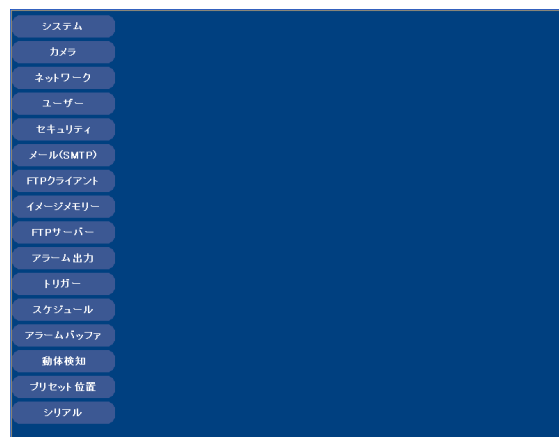 システム
カメラ
ネットワーク
ユーザー
セキュリティ
メール(SMTP)
FTPクライアント
イメージメモリー
FTPサーバー
アラーム出力
トリガー
スケジュール
アラームバッファ
動体検知
プリセット位置
シリアル